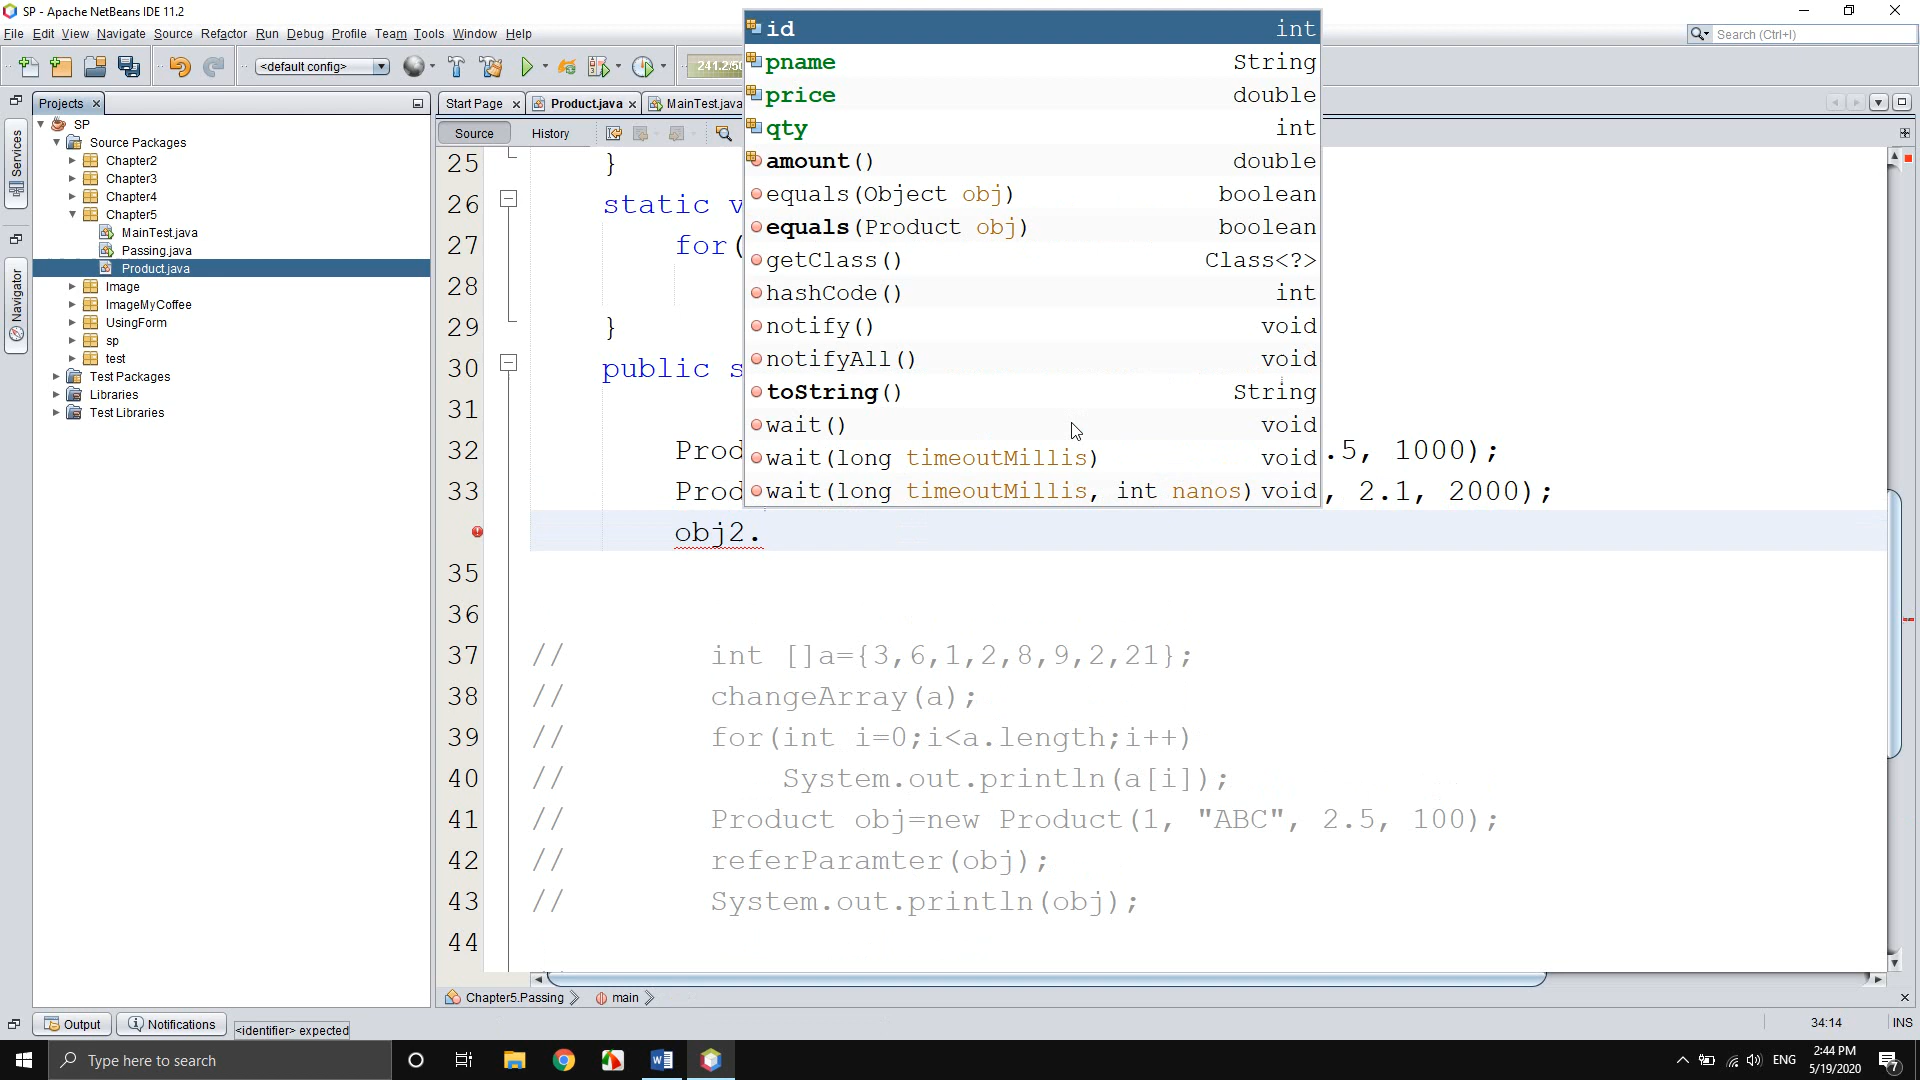 SP - Apache NetBeans IDE 11.2
File Edit View Navigate Source Refactor Run Debug Profile Team Tools Window Help
Search (Ctrl+I)
<default config>
Projects
Start Page
Product.java
MainTest.java
Source
History
Services
Navigator
SP
Source Packages
Chapter2
Chapter3
Chapter4
Chapter5
MainTest.java
Passing.java
Product.java
Image
ImageMyCoffee
UsingForm
sp
test
Test Packages
Libraries
Test Libraries
id int
pname String
price double
qty int
amount() double
equals(Object obj) boolean
equals(Product obj) boolean
getClass() Class<?>
hashCode() int
notify() void
notifyAll() void
toString() String
wait() void
wait(long timeoutMillis) void
wait(long timeoutMillis, int nanos) void
25 }
26 static v
27 for(
28
29 }
30 public s
31
32 Prod .5, 1000);
33 Prod , 2.1, 2000);
obj2.
35
36
37 // int []a={3,6,1,2,8,9,2,21};
38 // changeArray(a);
39 // for(int i=0;i<a.length;i++)
40 // System.out.println(a[i]);
41 // Product obj=new Product(1, "ABC", 2.5, 100);
42 // referParamter(obj);
43 // System.out.println(obj);
44
Chapter5.Passing
main
Output
Notifications
<identifier> expected
34:14
INS
Type here to search
ENG
2:44 PM
5/19/2020
7